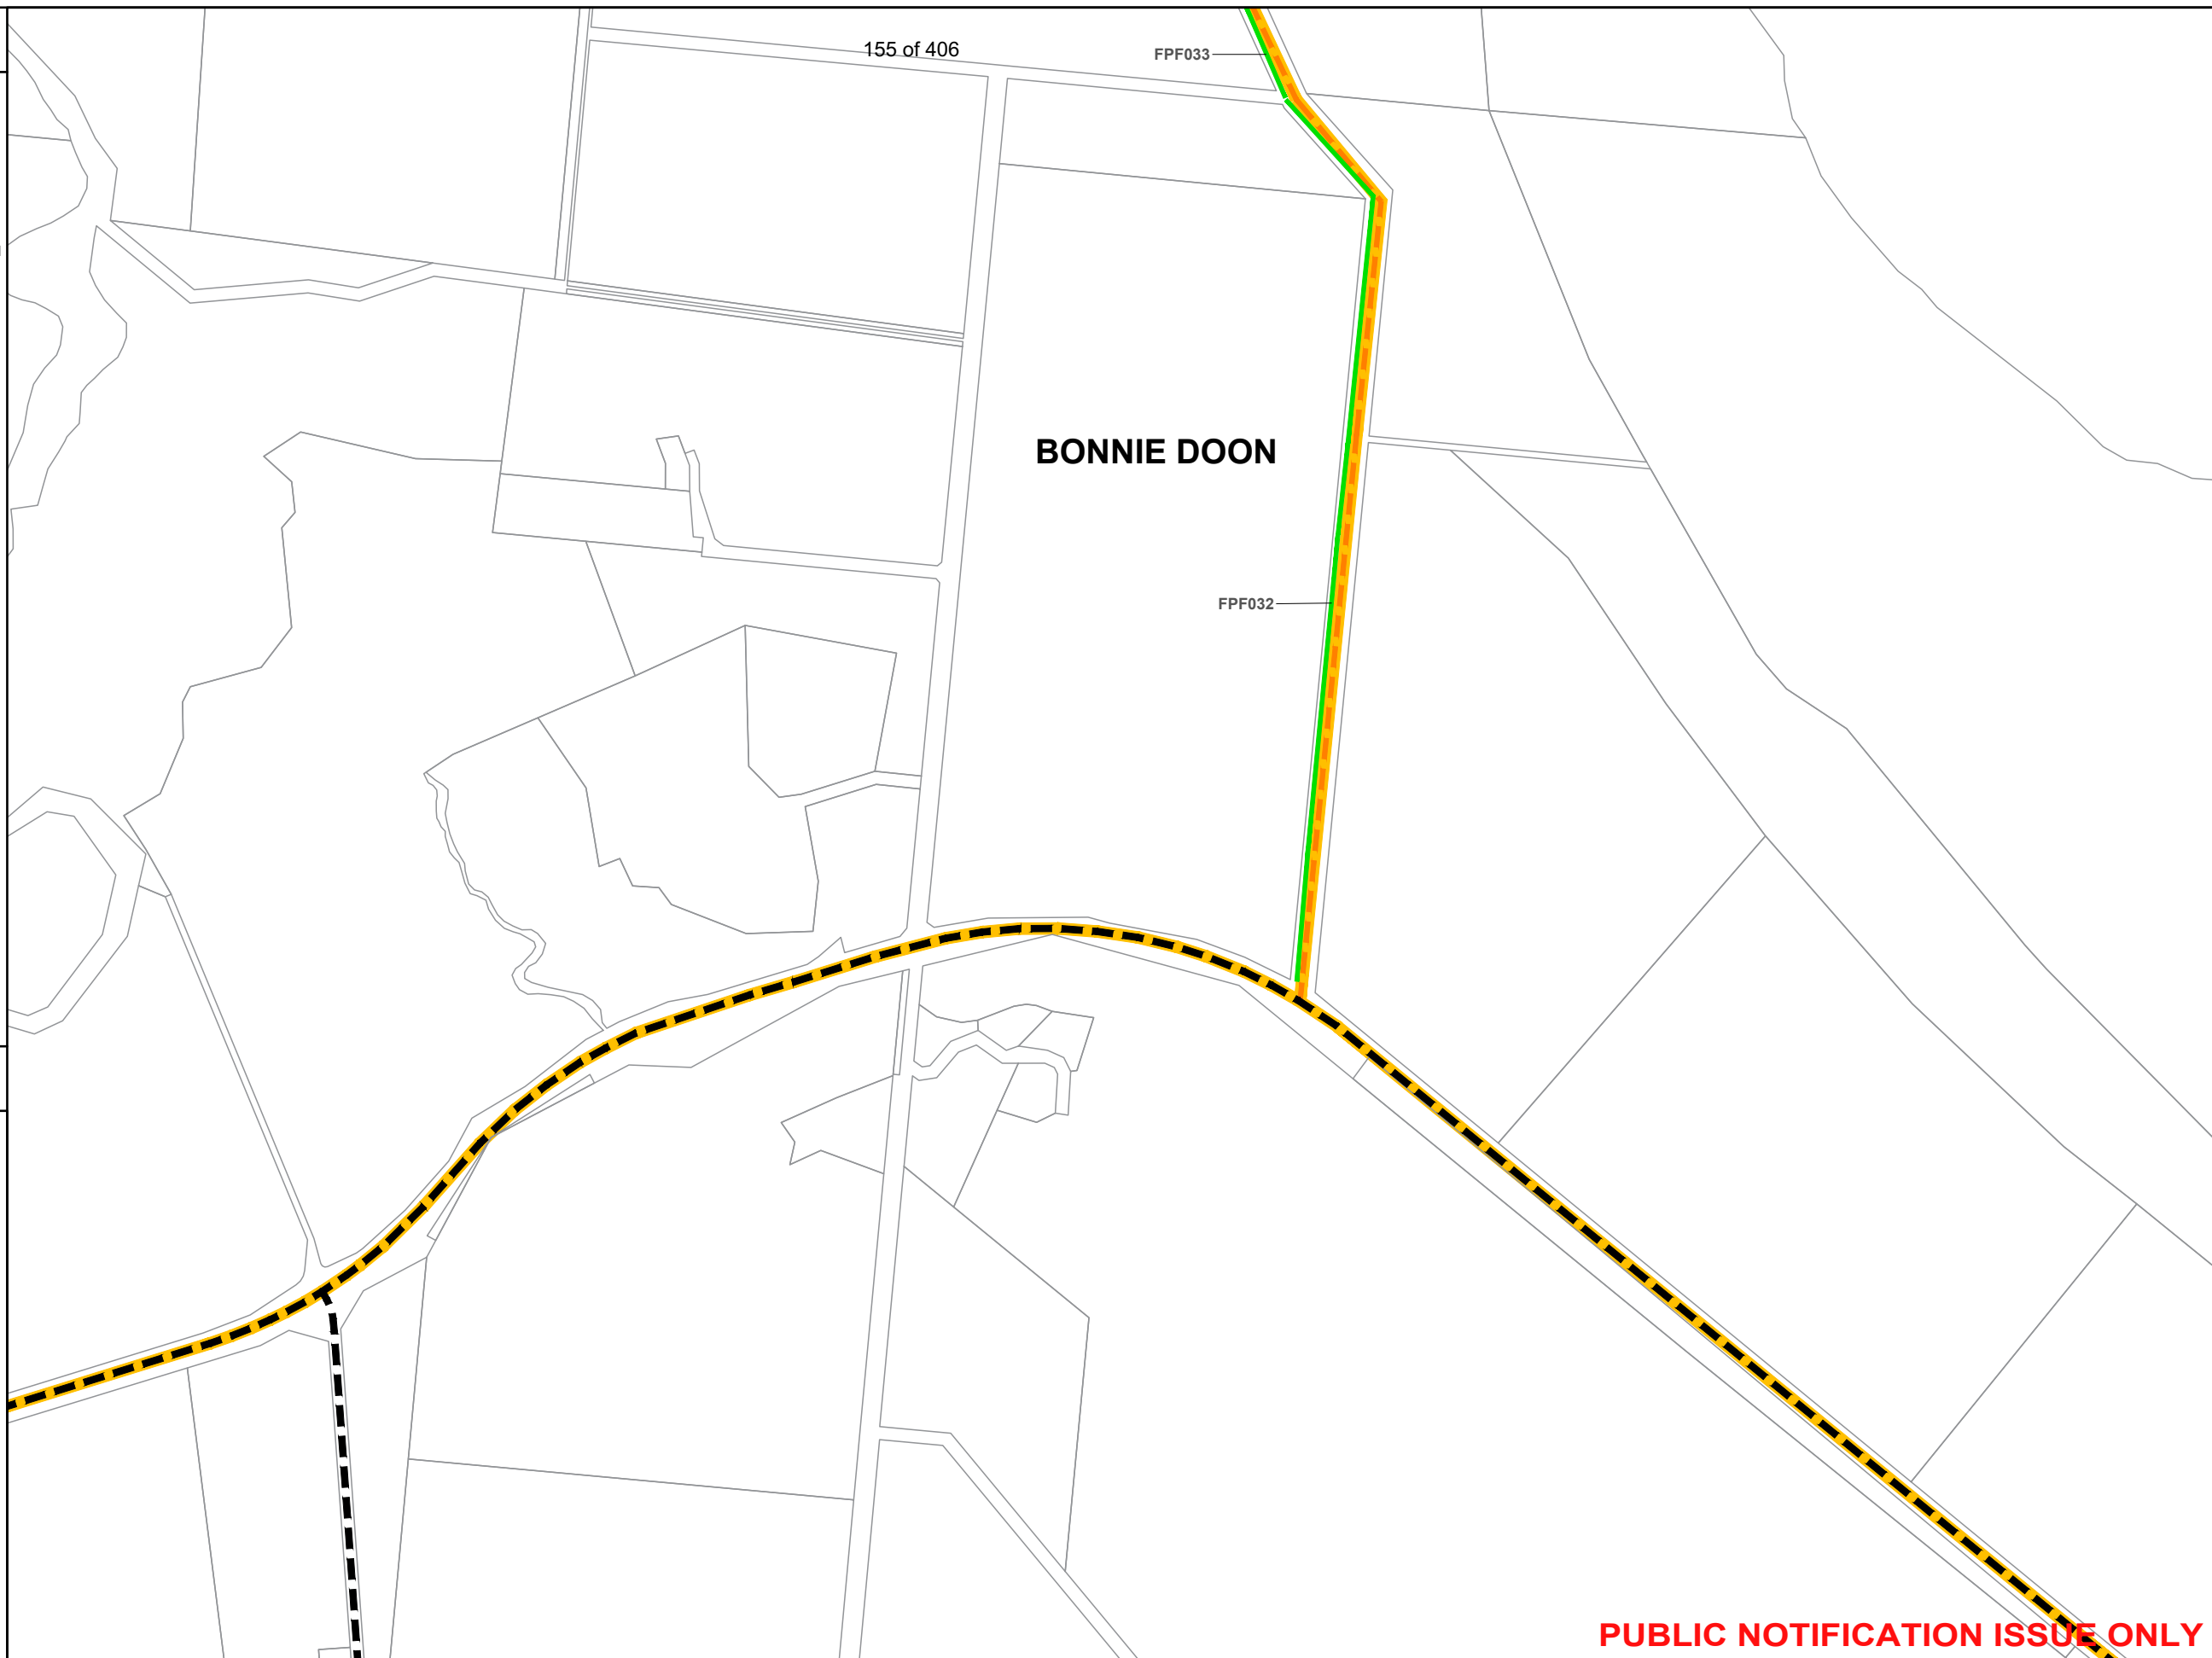 155 of 406
FPF033
BONNIE DOON
FPF032
PUBLIC NOTIFICATION ISSUE ONLY